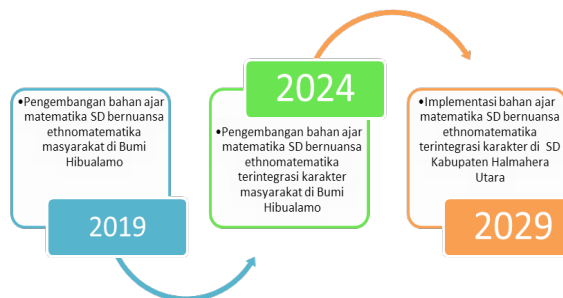 •Pengembangan bahan ajar
matematika SD bernuansa
ethnomatematika
masyarakat di Bumi
Hibualamo
2019
2024
•Pengembangan bahan ajar
matematika SD bernuansa
ethnomatematika
terintegrasi karakter
masyarakat di Bumi
Hibualamo
•Implementasi bahan ajar
matematika SD bernuansa
ethnomatematika
terintegrasi karakter di SD
Kabupaten Halmahera
Utara
2029